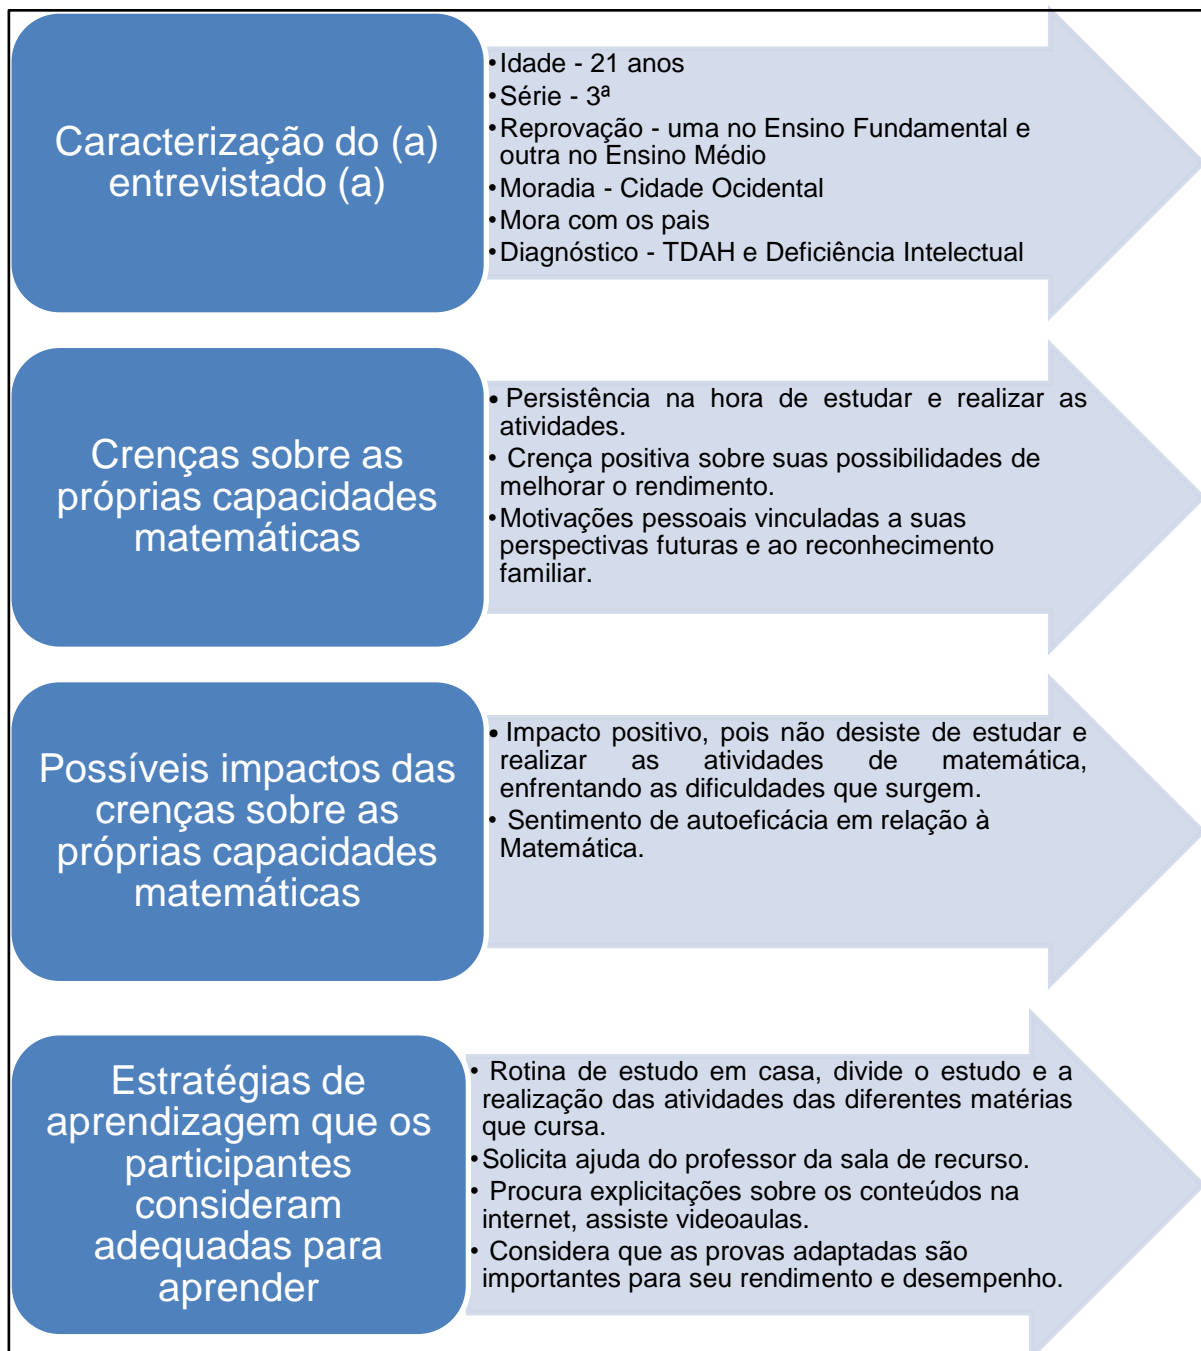 Caracterização do (a)
entrevistado (a)
•Idade - 21 anos
•Série - 3ª
•Reprovação - uma no Ensino Fundamental e
outra no Ensino Médio
•Moradia - Cidade Ocidental
•Mora com os pais
•Diagnóstico - TDAH e Deficiência Intelectual
Crenças sobre as
próprias capacidades
matemáticas
• Persistência na hora de estudar e realizar as
atividades.
• Crença positiva sobre suas possibilidades de
melhorar o rendimento.
•Motivações pessoais vinculadas a suas
perspectivas futuras e ao reconhecimento
familiar.
Possíveis impactos das
crenças sobre as
próprias capacidades
matemáticas
• Impacto positivo, pois não desiste de estudar e
realizar as atividades de matemática,
enfrentando as dificuldades que surgem.
• Sentimento de autoeficácia em relação à
Matemática.
Estratégias de
aprendizagem que os
participantes
consideram
adequadas para
aprender
• Rotina de estudo em casa, divide o estudo e a
realização das atividades das diferentes matérias
que cursa.
•Solicita ajuda do professor da sala de recurso.
• Procura explicitações sobre os conteúdos na
internet, assiste videoaulas.
• Considera que as provas adaptadas são
importantes para seu rendimento e desempenho.